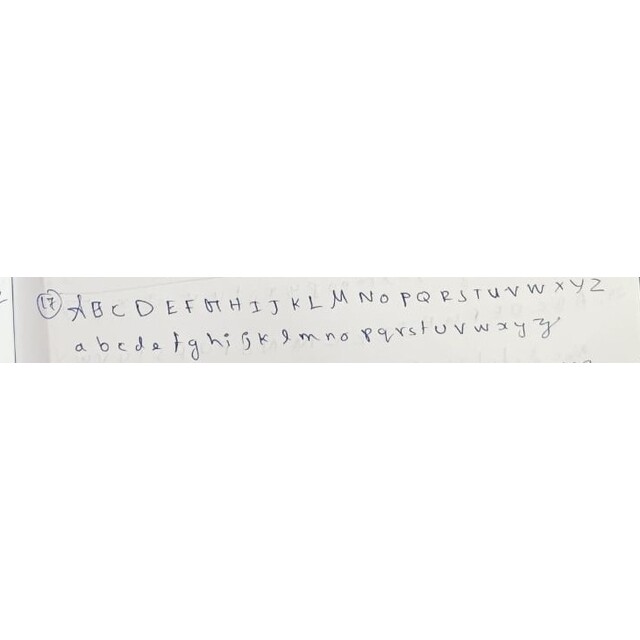 17 A B C D E F G H I J K L M N O P Q R S T U V W X Y Z
a b c d e f g h i j k l m n o p q r s t u v w x y z